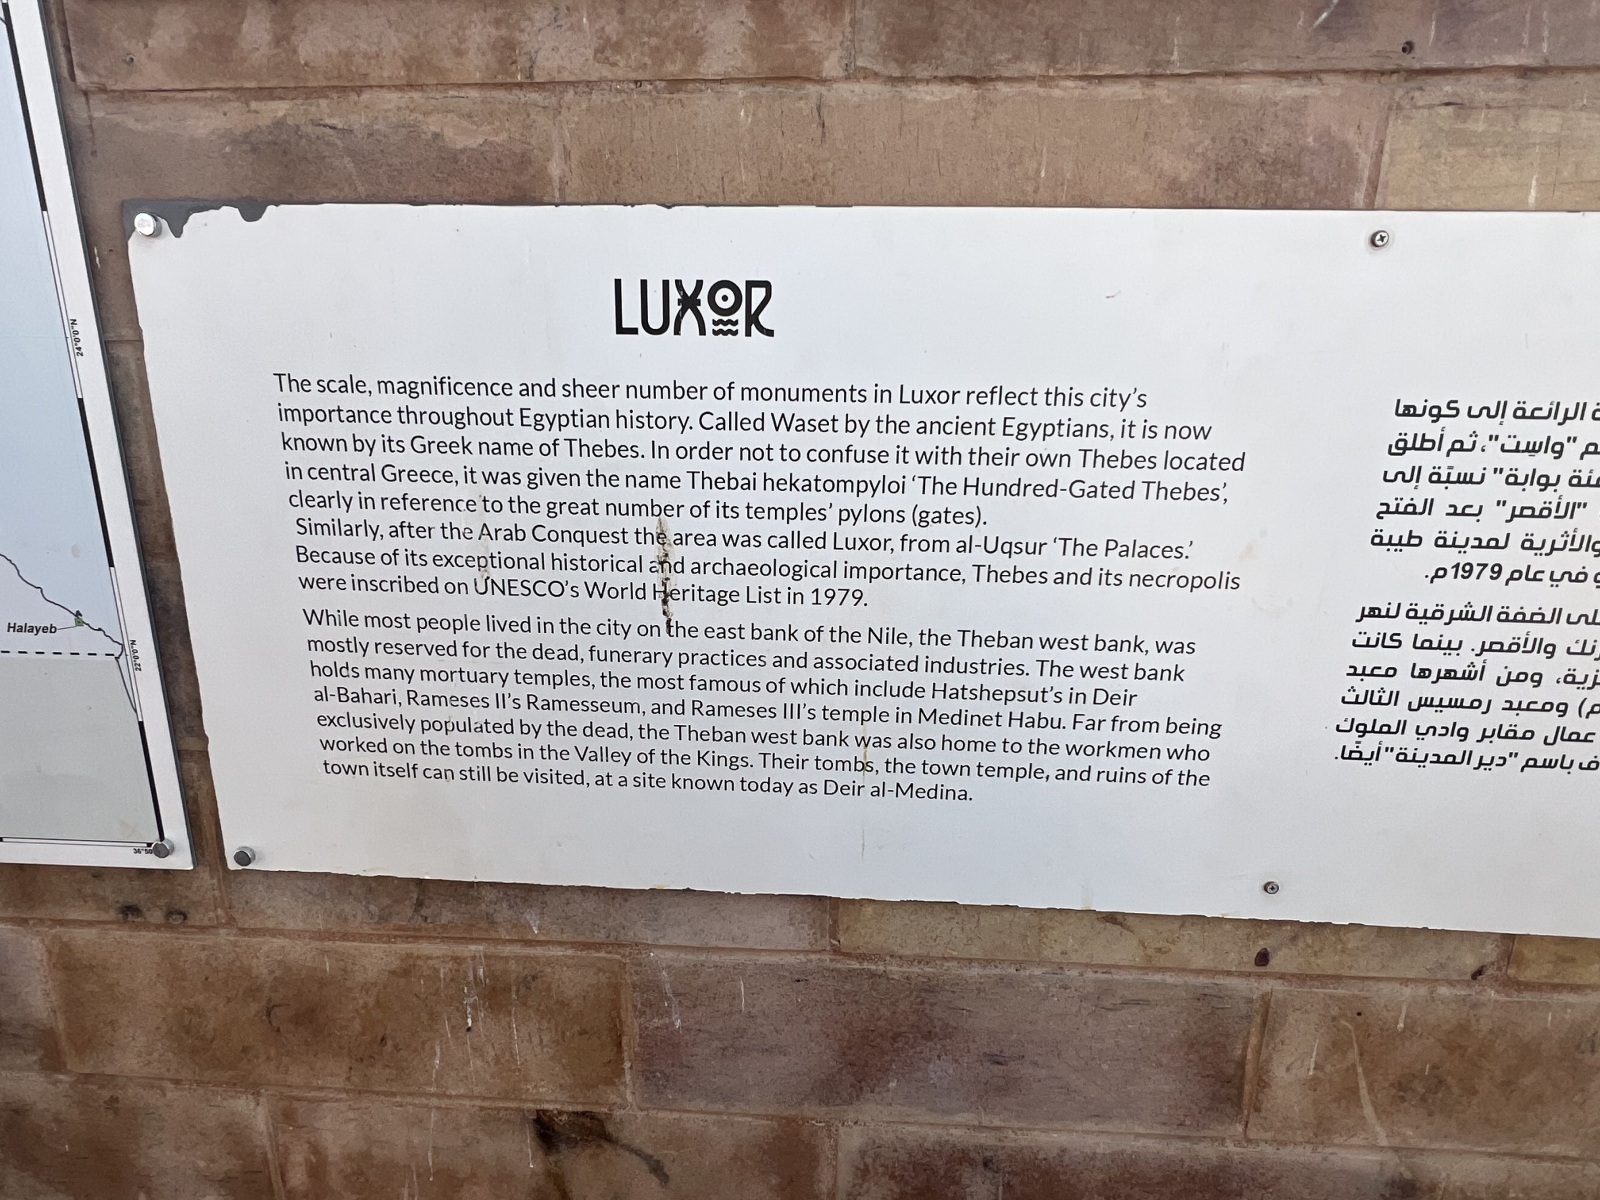 24°0'0"N
Halayeb
22°0'0"N
LUXOR
The scale, magnificence and sheer number of monuments in Luxor reflect this city's
importance throughout Egyptian history. Called Waset by the ancient Egyptians, it is now
known by its Greek name of Thebes. In order not to confuse it with their own Thebes located
in central Greece, it was given the name Thebai hekatompyloi 'The Hundred-Gated Thebes',
clearly in reference to the great number of its temples' pylons (gates).
Similarly, after the Arab Conquest the area was called Luxor, from al-Uqsur 'The Palaces.'
Because of its exceptional historical and archaeological importance, Thebes and its necropolis
were inscribed on UNESCO's World Heritage List in 1979.
While most people lived in the city on the east bank of the Nile, the Theban west bank, was
mostly reserved for the dead, funerary practices and associated industries. The west bank
holds many mortuary temples, the most famous of which include Hatshepsut's in Deir
al-Bahari, Rameses II's Ramesseum, and Rameses III's temple in Medinet Habu. Far from being
exclusively populated by the dead, the Theban west bank was also home to the workmen who
worked on the tombs in the Valley of the Kings. Their tombs, the town temple, and ruins of the
town itself can still be visited, at a site known today as Deir al-Medina.
الرائعة إلى كونها
"واسِت"، ثم أطلق
بوابة" نسبًة إلى
"الأقصر" بعد الفتح
والأثرية لمدينة طيبة
في عام 1979م.
الضفة الشرقية لنهر
والأقصر. بينما كانت
ومن أشهرها معبد
م) ومعبد رمسيس الثالث
عمال مقابر وادي الملوك
باسم "دير المدينة" أيضًا.